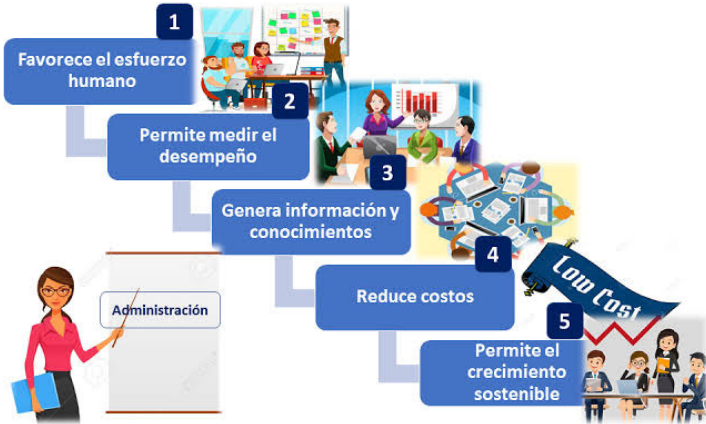 1
Favorece el esfuerzo
humano
2
Permite medir el
desempeño
3
Genera información y
conocimientos
4
Reduce costos
Low Cost
5
Permite el
crecimiento
sostenible
Administración